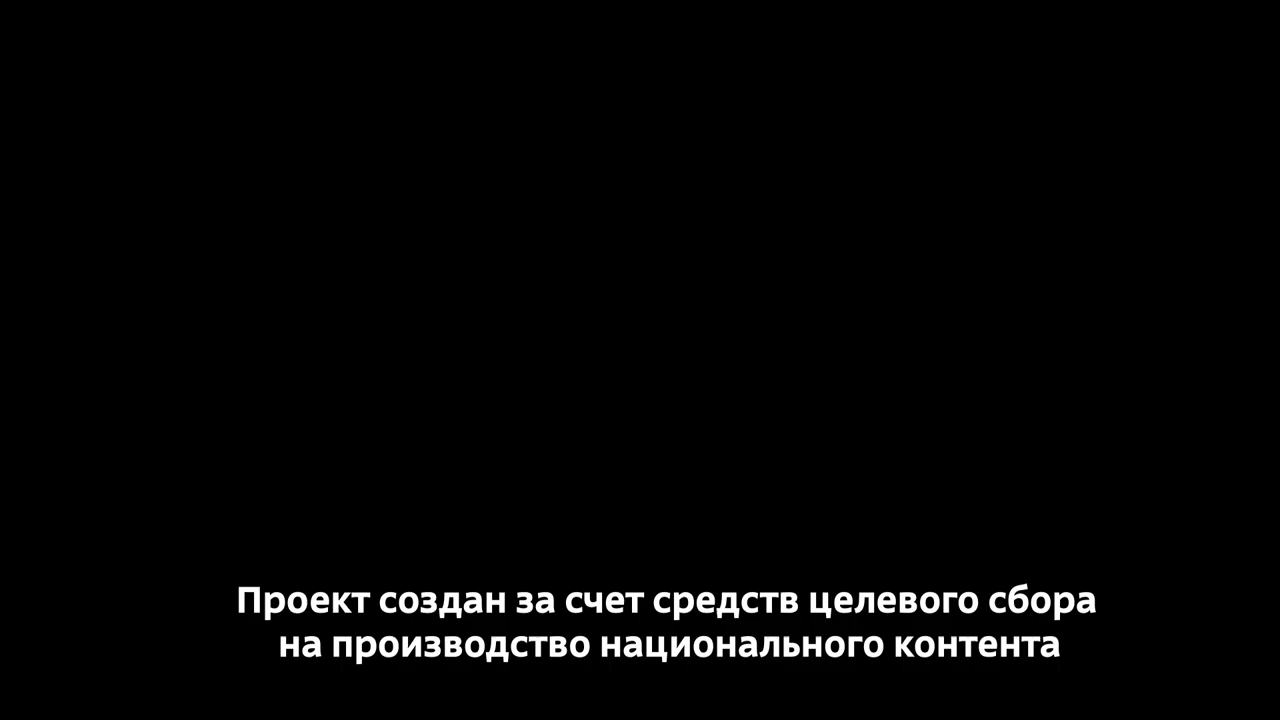 Проект создан за счет средств целевого сбора
на производство национального контента